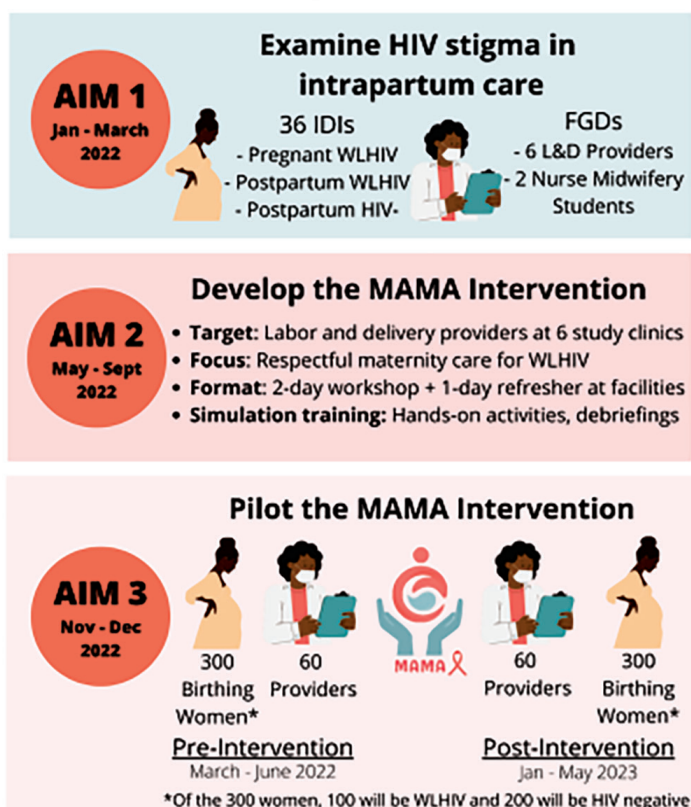 Examine HIV stigma in
intrapartum care
AIM 1
Jan - March
2022
36 IDIs
- Pregnant WLHIV
- Postpartum WLHIV
- Postpartum HIV-
FGDs
- 6 L&D Providers
- 2 Nurse Midwifery
Students
Develop the MAMA Intervention
AIM 2
May - Sept
2022
• Target: Labor and delivery providers at 6 study clinics
• Focus: Respectful maternity care for WLHIV
• Format: 2-day workshop + 1-day refresher at facilities
• Simulation training: Hands-on activities, debriefings
Pilot the MAMA Intervention
AIM 3
Nov - Dec
2022
300
Birthing
Women*
60
Providers
MAMA
60
Providers
300
Birthing
Women*
Pre-Intervention
March - June 2022
Post-Intervention
Jan - May 2023
*Of the 300 women, 100 will be WLHIV and 200 will be HIV negative